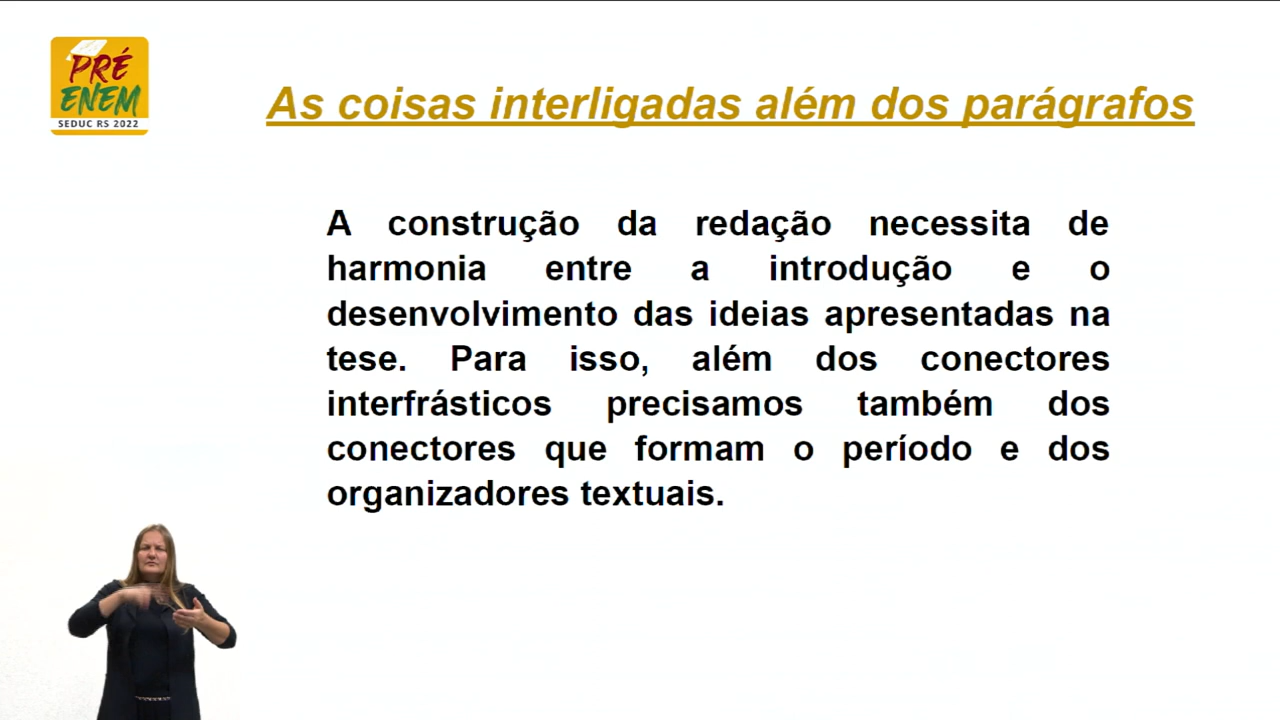 PRÉ
ENEM
SEDUC RS 2022
As coisas interligadas além dos parágrafos
A construção da redação necessita de
harmonia entre a introdução e o
desenvolvimento das ideias apresentadas na
tese. Para isso, além dos conectores
interfrásticos precisamos também dos
conectores que formam o período e dos
organizadores textuais.